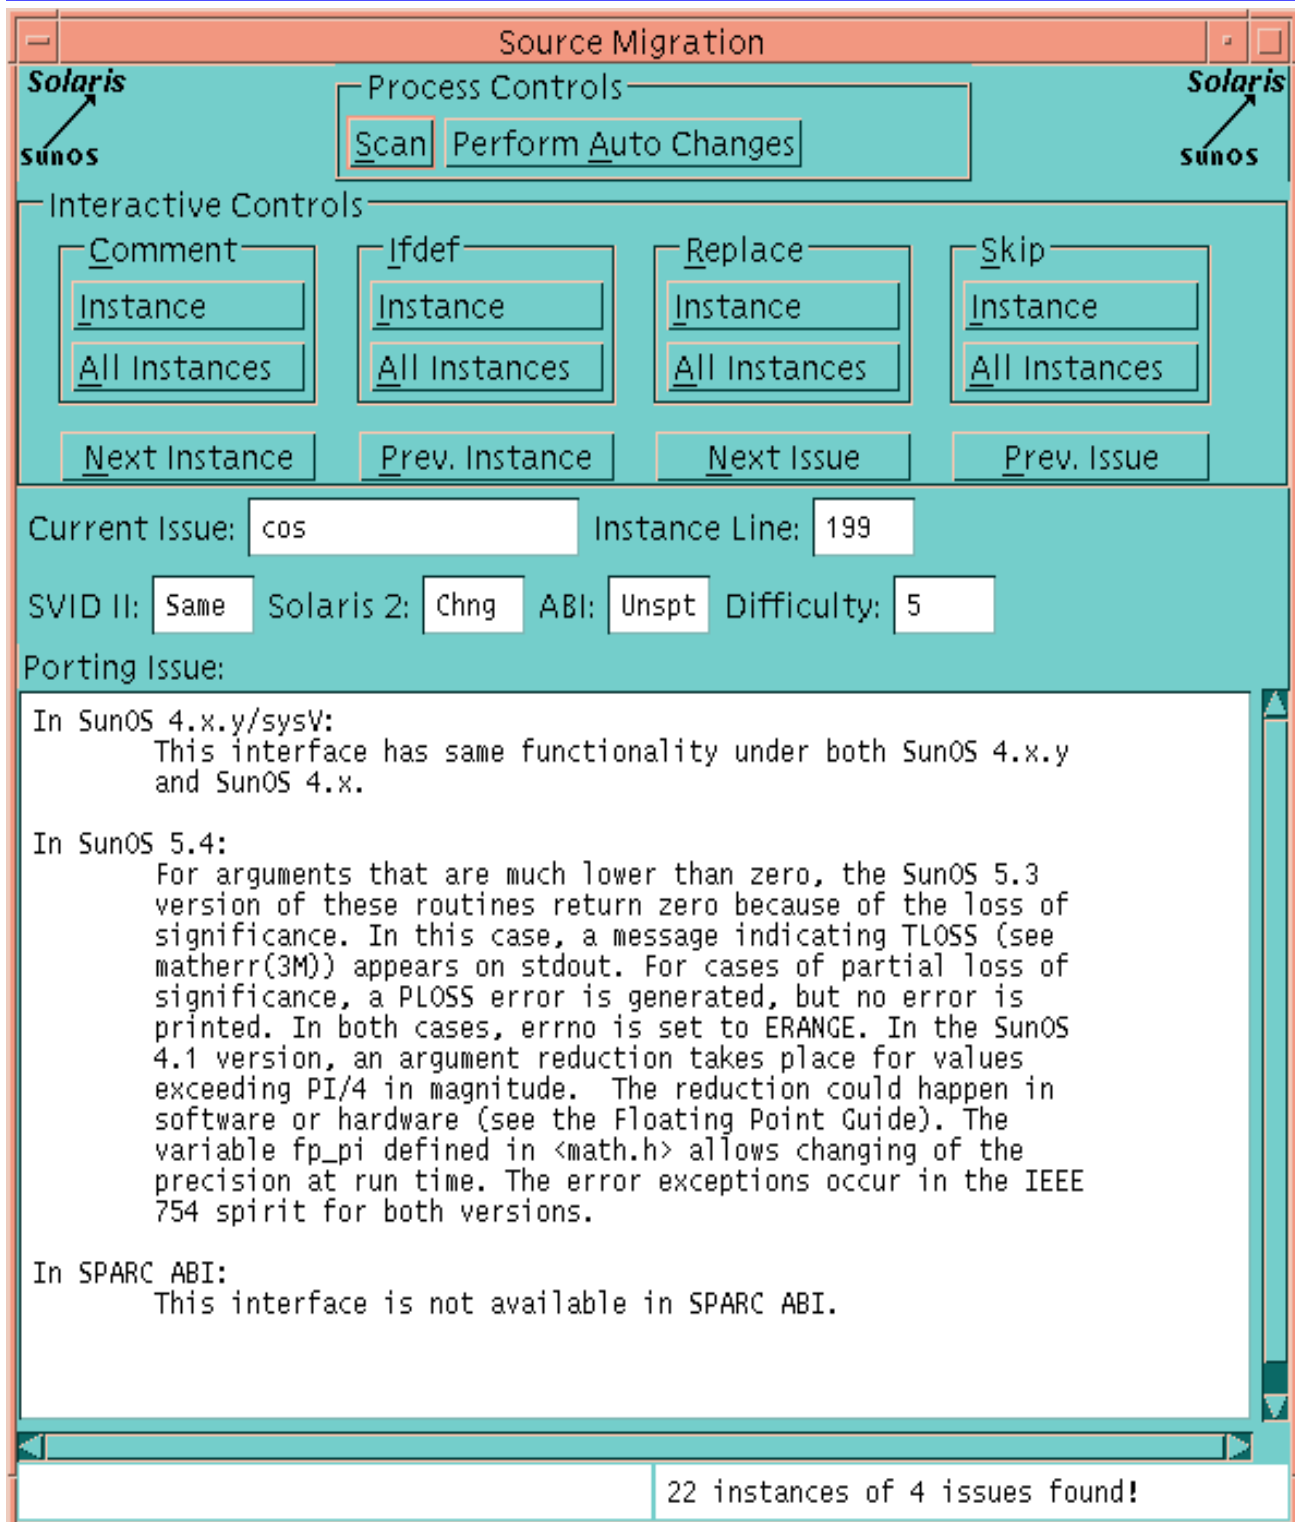 Source Migration
Solaris
SunOS
Process Controls
Scan Perform Auto Changes
Solaris
SunOS
Interactive Controls
Comment Ifdef Replace Skip
Instance Instance Instance Instance
All Instances All Instances All Instances All Instances
Next Instance Prev. Instance Next Issue Prev. Issue
Current Issue: cos Instance Line: 199
SVID II: Same Solaris 2: Chng ABI: Unspt Difficulty: 5
Porting Issue:
In SunOS 4.x.y/sysV:
This interface has same functionality under both SunOS 4.x.y
and SunOS 4.x.
In SunOS 5.4:
For arguments that are much lower than zero, the SunOS 5.3
version of these routines return zero because of the loss of
significance. In this case, a message indicating TLOSS (see
matherr(3M)) appears on stdout. For cases of partial loss of
significance, a PLOSS error is generated, but no error is
printed. In both cases, errno is set to ERANGE. In the SunOS
4.1 version, an argument reduction takes place for values
exceeding PI/4 in magnitude.  The reduction could happen in
software or hardware (see the Floating Point Guide). The
variable fp_pi defined in <math.h> allows changing of the
precision at run time. The error exceptions occur in the IEEE
754 spirit for both versions.
In SPARC ABI:
This interface is not available in SPARC ABI.
22 instances of 4 issues found!